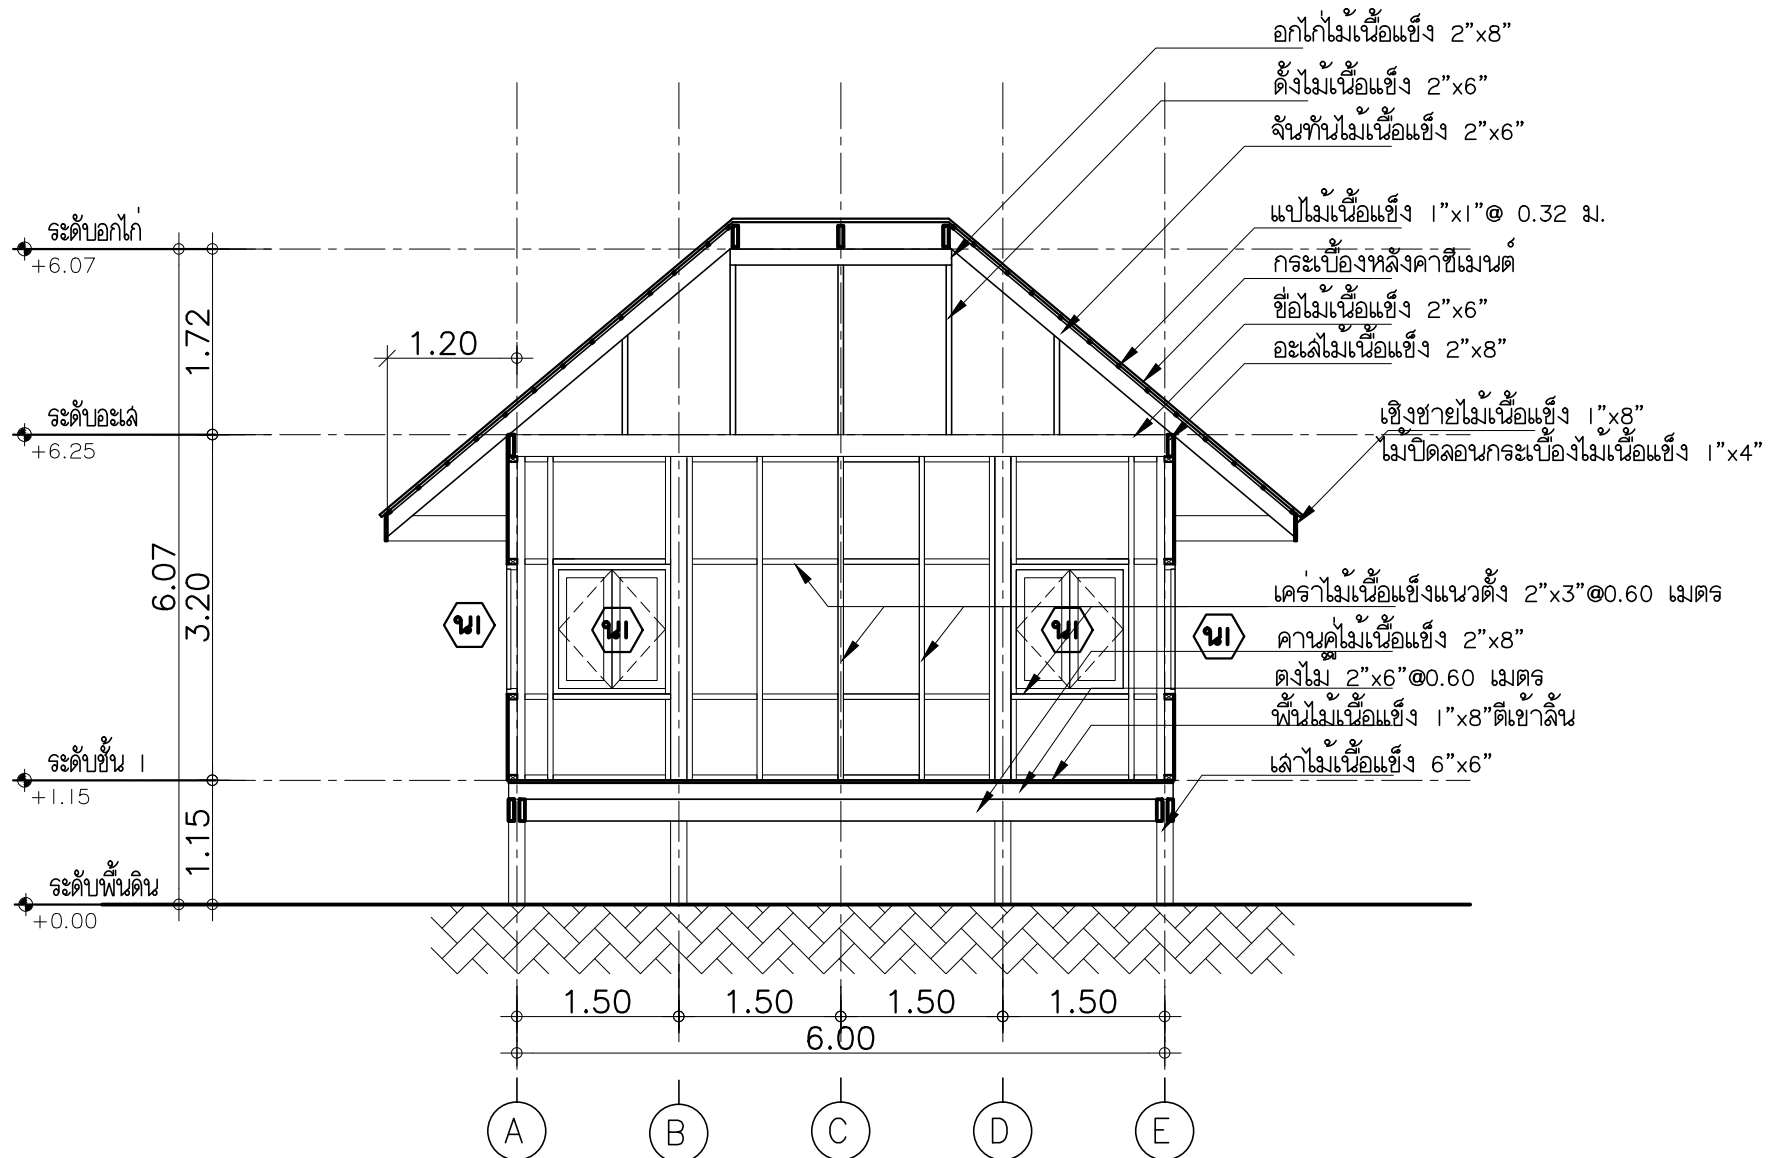 อกไก่ไม้เนื้อแข็ง 2"x8"
ดั้งไม้เนื้อแข็ง 2"x6"
จันทันไม้เนื้อแข็ง 2"x6"
แปไม้เนื้อแข็ง 1"x1"@ 0.32 ม.
กระเบื้องหลังคาซีเมนต์
ขื่อไม้เนื้อแข็ง 2"x6"
อะเสไม้เนื้อแข็ง 2"x8"
เชิงชายไม้เนื้อแข็ง 1"x8"
ไม้ปิดลอนกระเบื้องไม้เนื้อแข็ง 1"x4"
เคร่าไม้เนื้อแข็งแนวตั้ง 2"x3"@0.60 เมตร
คานคู่ไม้เนื้อแข็ง 2"x8"
ตงไม้ 2"x6"@0.60 เมตร
พื้นไม้เนื้อแข็ง 1"x8"ตีเข้าลิ้น
เสาไม้เนื้อแข็ง 6"x6"
ระดับอกไก่
+6.07
ระดับอะเส
+6.25
ระดับชั้น 1
+1.15
ระดับพื้นดิน
+0.00
1.72
3.20
1.15
6.07
1.20
น1
น1
น1
น1
1.50
1.50
1.50
1.50
6.00
A
B
C
D
E